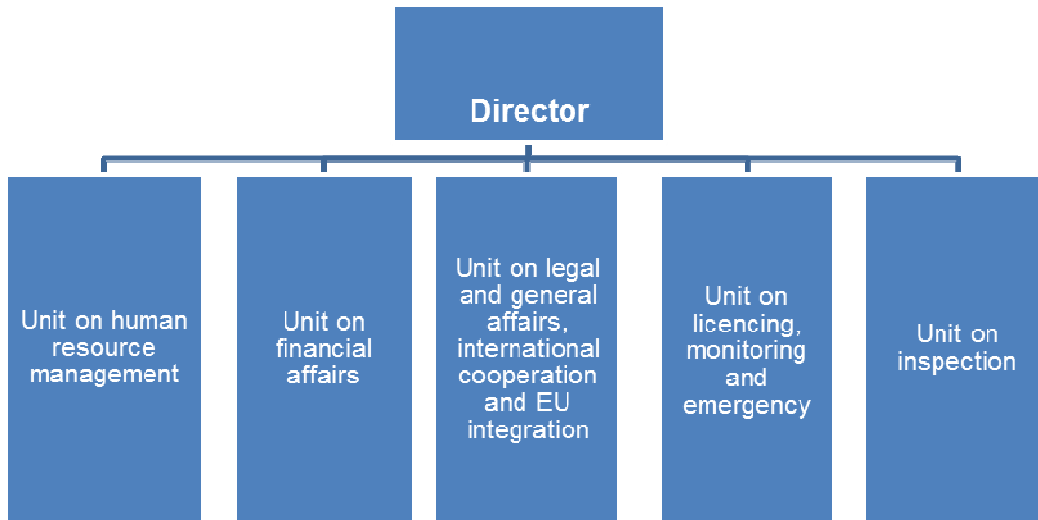 Director
Unit on human
resource
management
Unit on
financial
affairs
Unit on legal
and general
affairs,
international
cooperation
and EU
integration
Unit on
licencing,
monitoring
and
emergency
Unit on
inspection